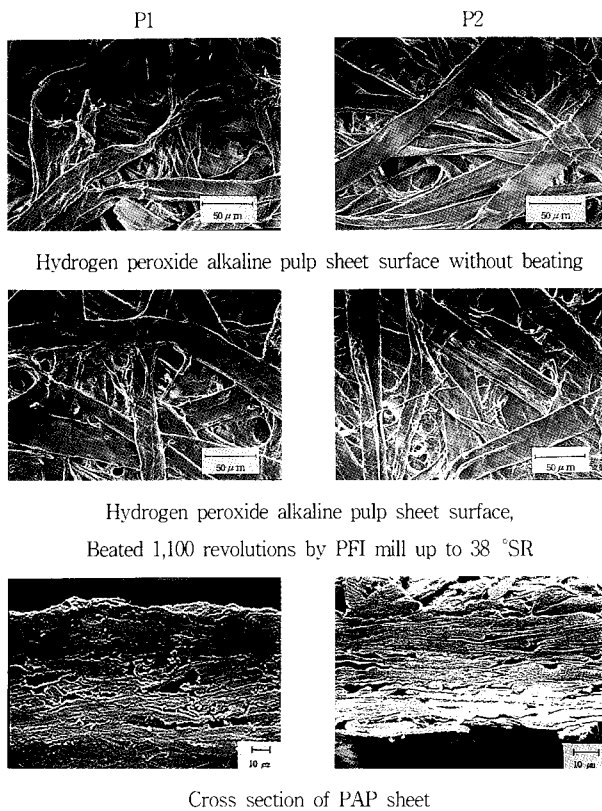 P1 P2
50 μm 50 μm
Hydrogen peroxide alkaline pulp sheet surface without beating
50 μm 50 μm
Hydrogen peroxide alkaline pulp sheet surface,
Beated 1,100 revolutions by PFI mill up to 38 °SR
10 μm 10 μm
Cross section of PAP sheet